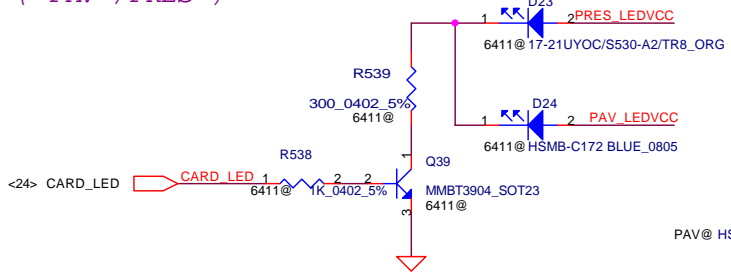 D23
1 2 PRES_LEDVCC
6411@ 17-21UYOC/S530-A2/TR8_ORG
R539
300_0402_5%
6411@
D24
1 2 PAV_LEDVCC
6411@ HSMB-C172 BLUE_0805
R538
1 Q39
<24> CARD_LED CARD_LED 1 2 2
6411@ 1K_0402_5% MMBT3904_SOT23
3 6411@
PAV@